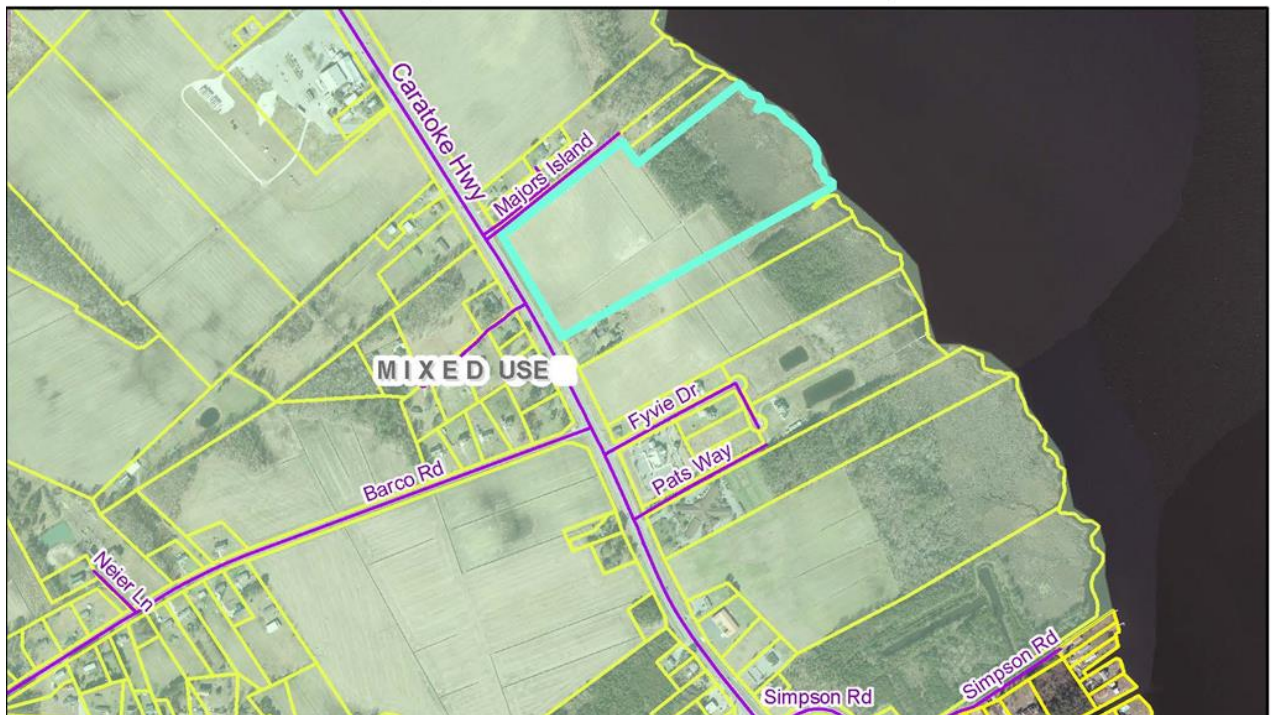 Caratoke Hwy
Majors Island
MIXED USE
Fyvie Dr
Barco Rd
Pats Way
Neier Ln
Simpson Rd
Simpson Rd